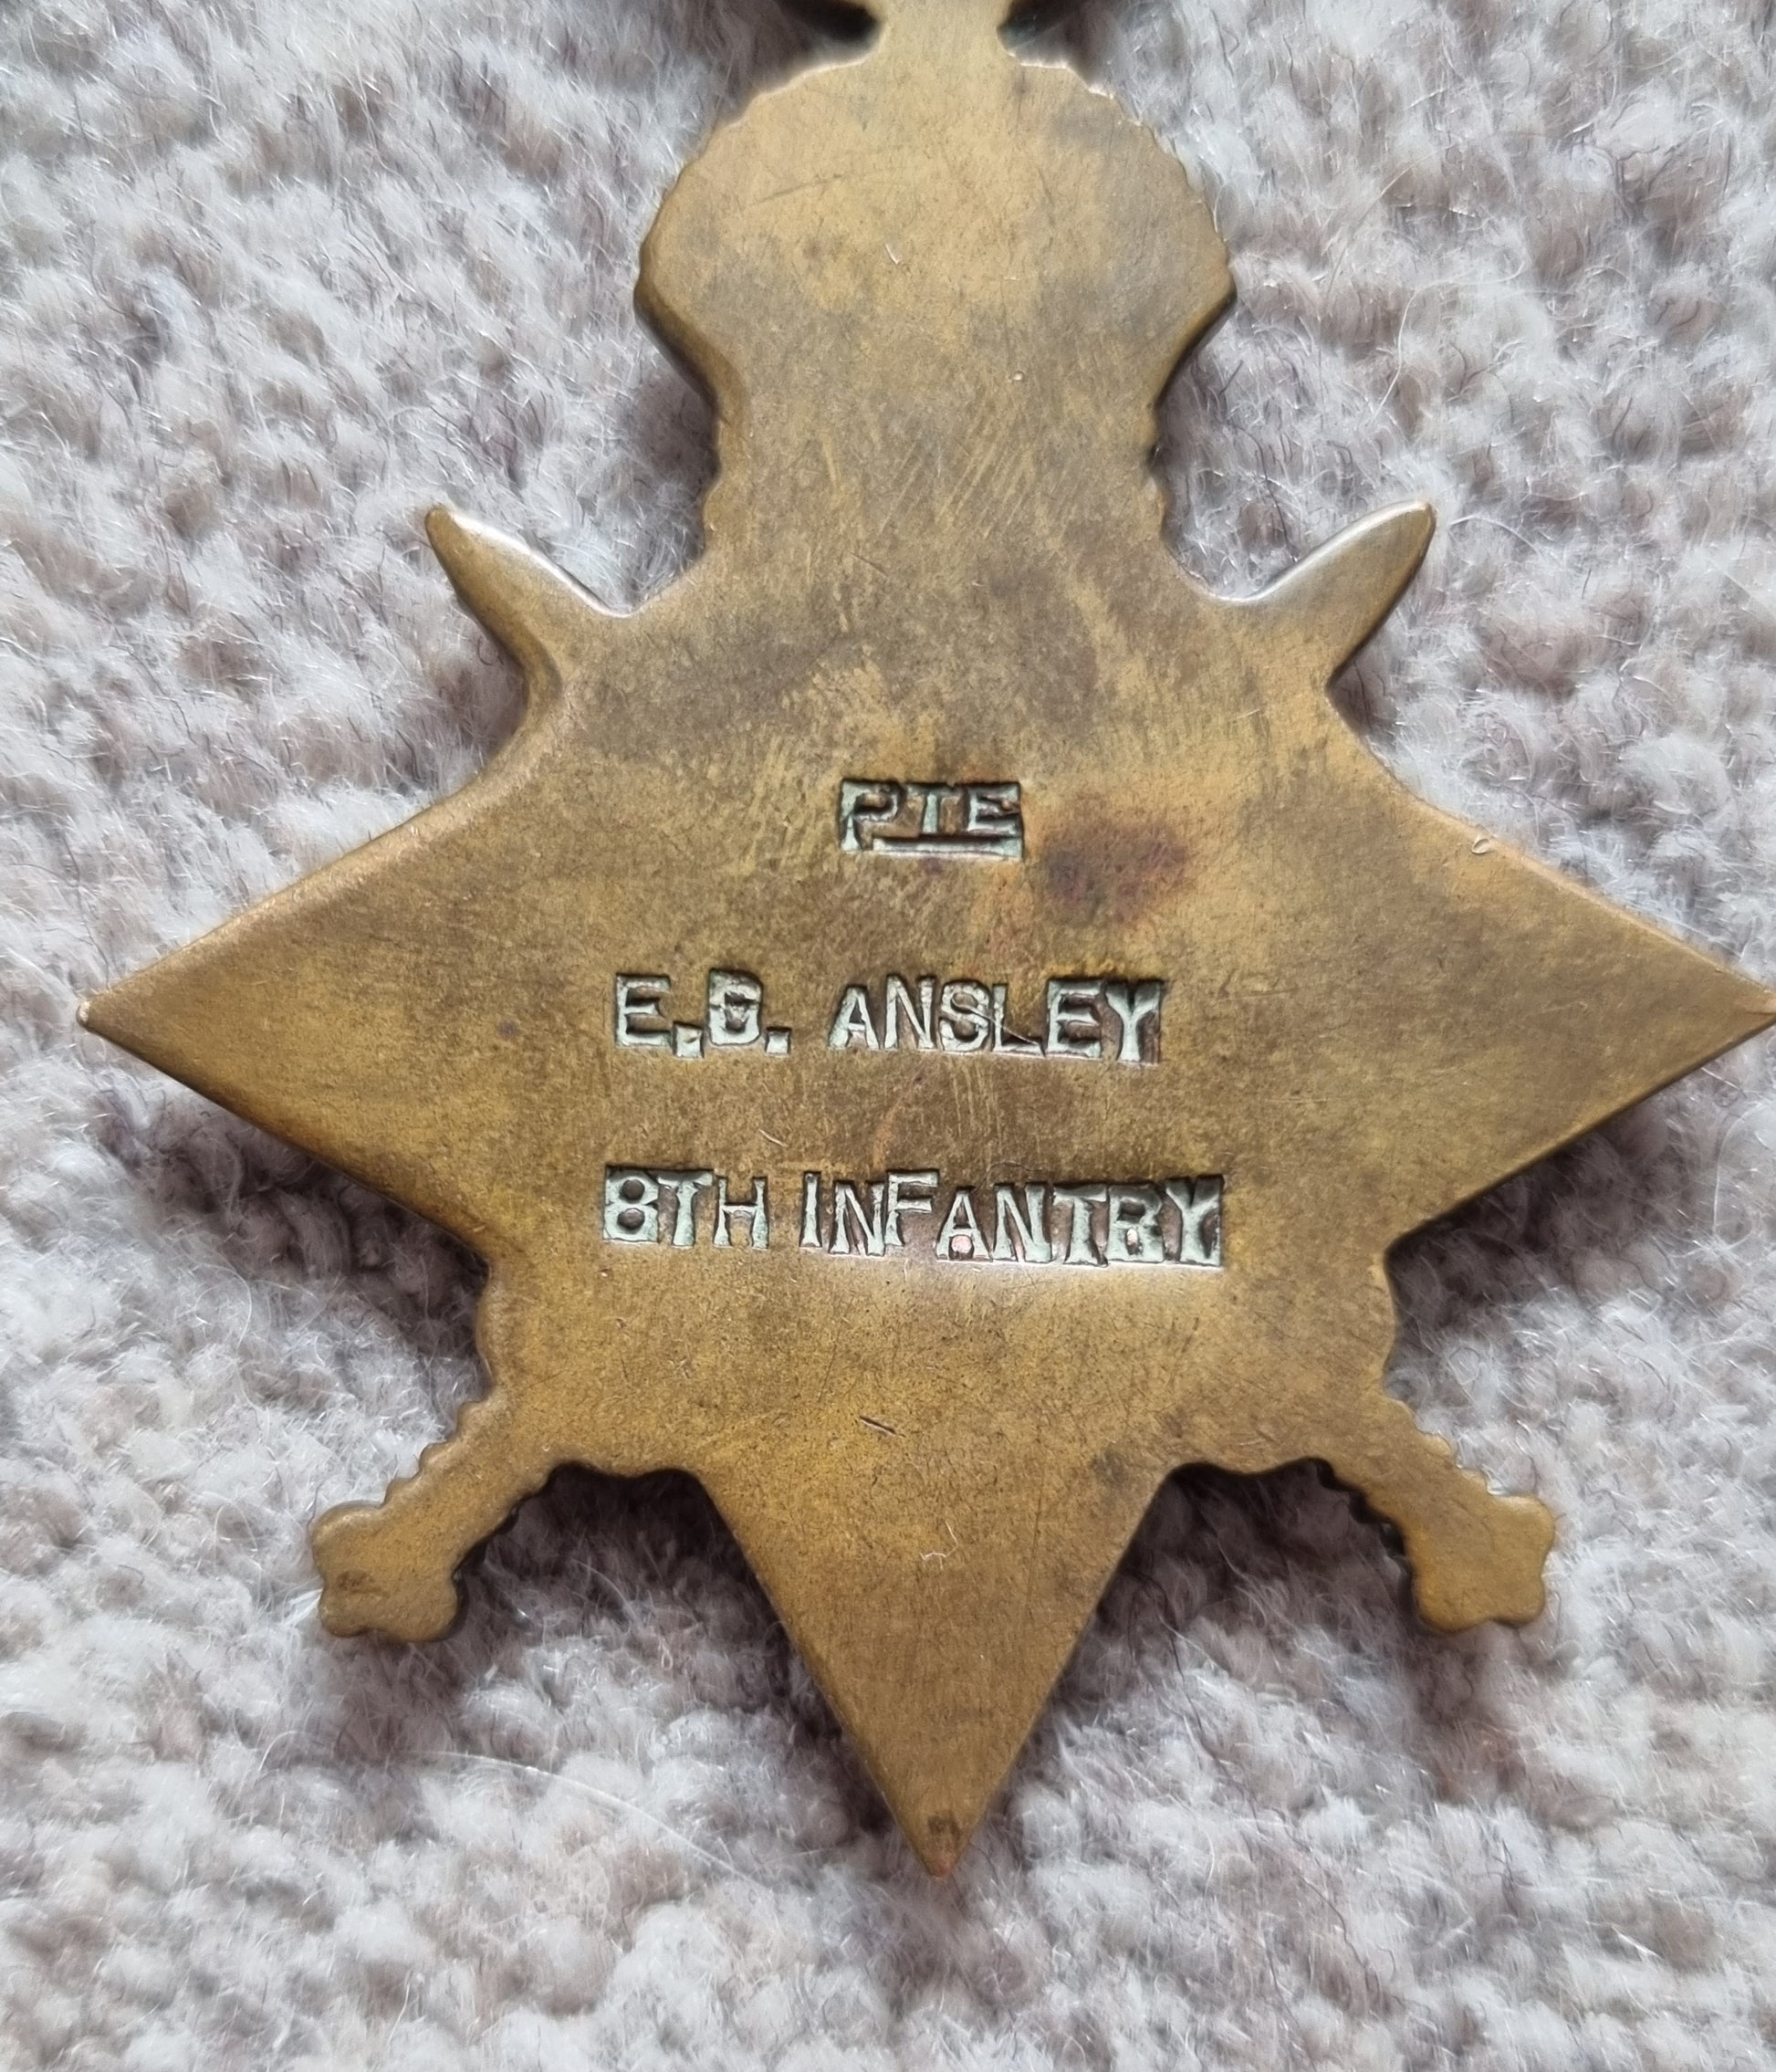 PTE
E.G. ANSLEY
8TH INFANTRY